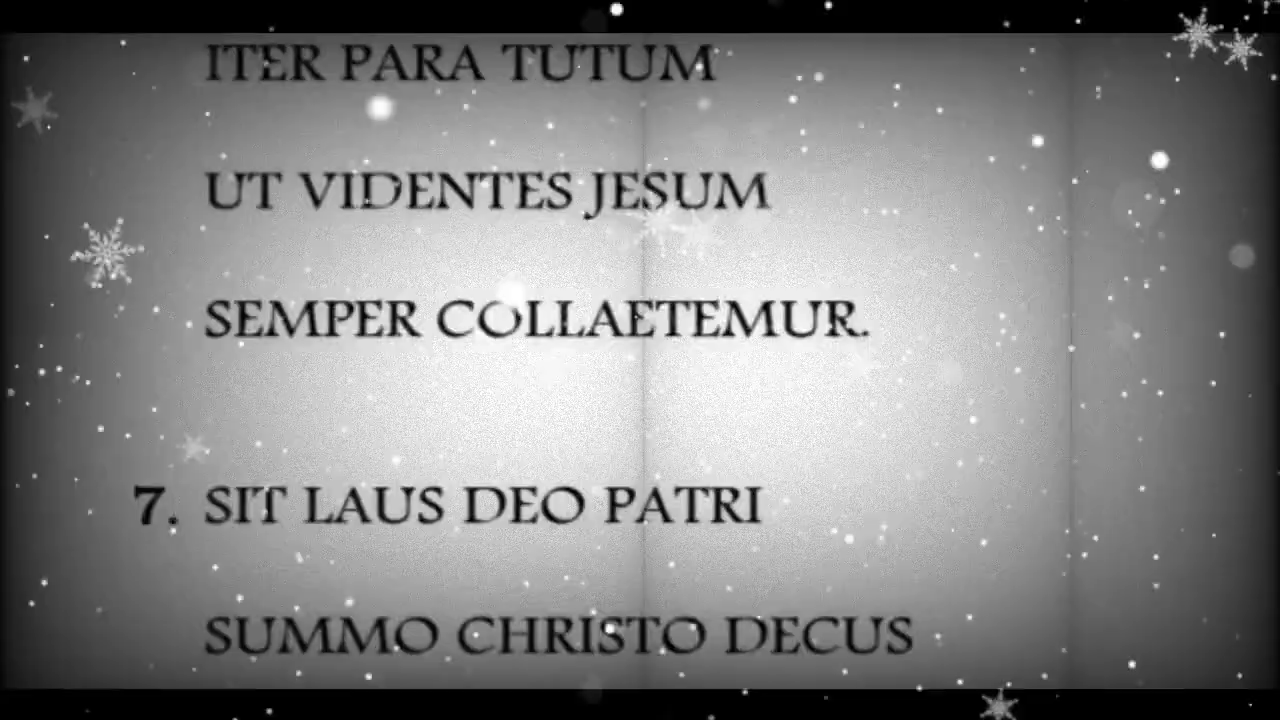 ITER PARA TUTUM
UT VIDENTES JESUM
SEMPER COLLAETEMUR.
7. SIT LAUS DEO PATRI
SUMMO CHRISTO DECUS